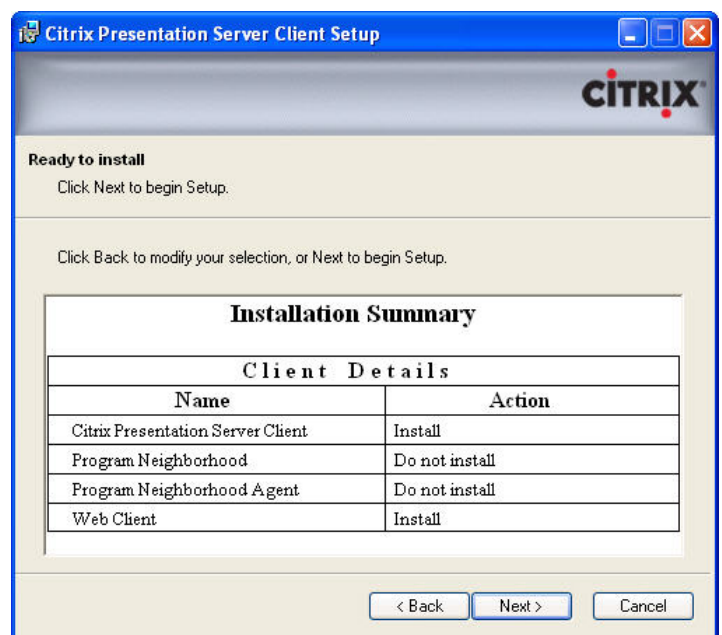 Citrix Presentation Server Client Setup
CITRIX
Ready to install
Click Next to begin Setup.
Click Back to modify your selection, or Next to begin Setup.
Installation Summary
Client Details
Name Action
Citrix Presentation Server Client Install
Program Neighborhood Do not install
Program Neighborhood Agent Do not install
Web Client Install
< Back Next > Cancel